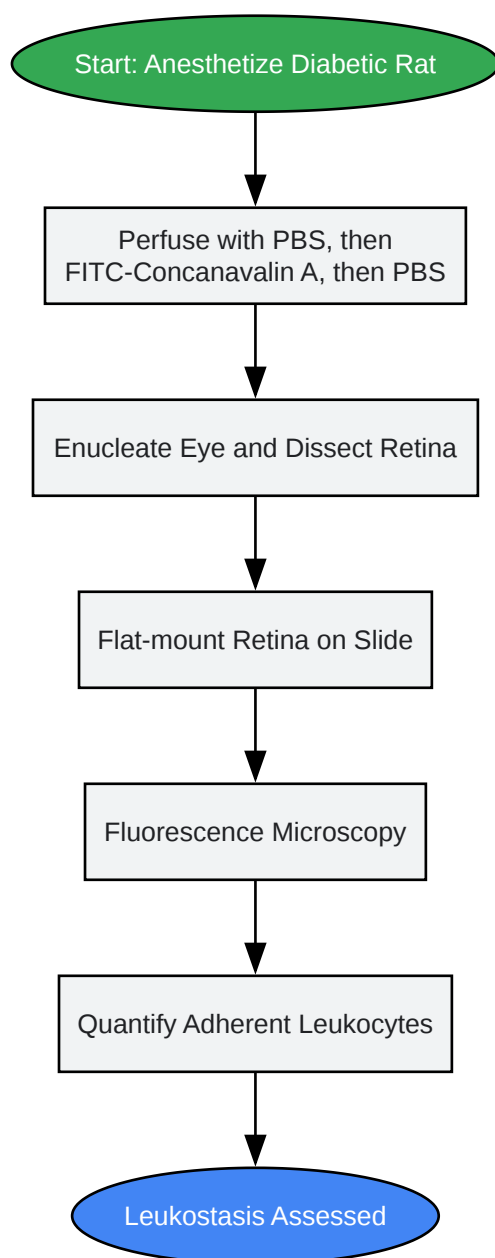 Start: Anesthetize Diabetic Rat
Perfuse with PBS, then
FITC-Concanavalin A, then PBS
Enucleate Eye and Dissect Retina
Flat-mount Retina on Slide
Fluorescence Microscopy
Quantify Adherent Leukocytes
Leukostasis Assessed